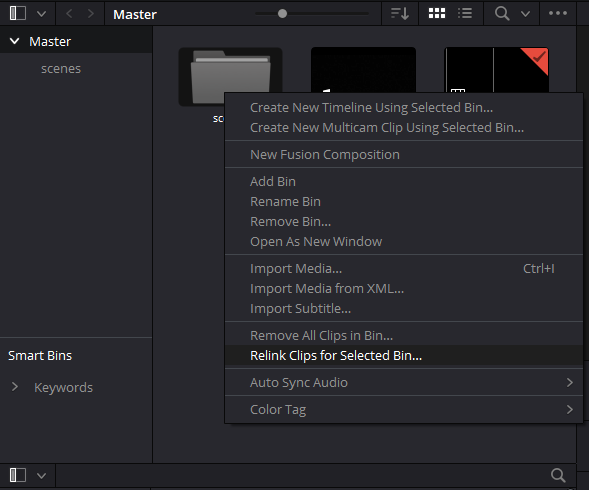 Master
Master
scenes
Create New Timeline Using Selected Bin...
Create New Multicam Clip Using Selected Bin...
New Fusion Composition
Add Bin
Rename Bin
Remove Bin...
Open As New Window
Import Media... Ctrl+I
Import Media from XML...
Import Subtitle...
Remove All Clips in Bin...
Relink Clips for Selected Bin...
Auto Sync Audio
Color Tag
Smart Bins
Keywords